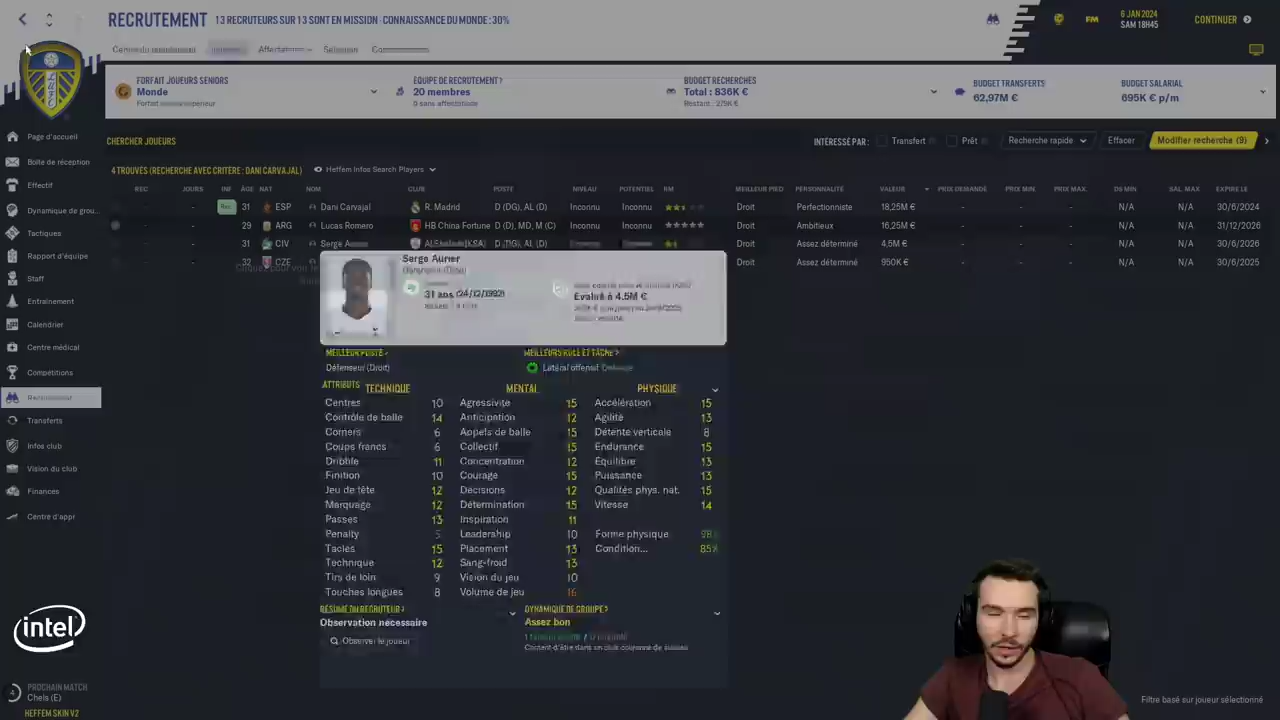 RECRUTEMENT 13 RECRUTEURS SUR 13 SONT EN MISSION - CONNAISSANCE DU MONDE : 30%
FM 6 JAN 2024
SAM 18H45
CONTINUER
FORFAIT JOUEURS SENIORS
Monde
ÉQUIPE DE RECRUTEMENT
20 membres
BUDGET RECHERCHES
Total : 836K €
BUDGET TRANSFERTS
62,97M €
BUDGET SALARIAL
695K € p/m
CHERCHER JOUEURS
INTÉRESSÉ PAR : Transfert Prêt Recherche rapide Effacer Modifier recherche (9)
4 TROUVÉS (RECHERCHE AVEC CRITÈRE : DANI CARVAJAL) Heffem Infos Search Players
REC JOURS INF ÂGE NAT NOM CLUB POSTE NIVEAU POTENTIEL RM MEILLEUR PIED PERSONNALITÉ VALEUR PRIX DEMANDÉ PRIX MIN. PRIX MAX. DS MIN SAL. MAX EXPIRE LE
- - Rec 31 ESP Dani Carvajal R. Madrid D (DG), AL (D) Inconnu Inconnu Droit Perfectionniste 18,25M € - - - N/A N/A 30/6/2024
- - 29 ARG Lucas Romero HB China Fortune D (D), MD, M (C) Inconnu Inconnu Droit Ambitieux 16,25M € - - - N/A N/A 31/12/2026
- - 31 CIV Serge Aurier D (DG), AL (D) Droit Assez déterminé 4,5M € - - - N/A N/A 30/6/2026
- - 32 CZE Droit Assez déterminé 950K € - - - N/A N/A 30/6/2025
Page d'accueil
Boîte de réception
Effectif
Dynamique de grou...
Tactiques
Rapport d'équipe
Staff
Entraînement
Calendrier
Centre médical
Compétitions
Recrutement
Transferts
Infos club
Vision du club
Finances
Centre d'appr
Serge Aurier
31 ans (24/12/1992)
Évalué à 4.5M €
MEILLEUR POSTE
Défenseur (Droit)
MEILLEURS RÔLE ET TÂCHE
Latéral offensif
ATTRIBUTS TECHNIQUE MENTAL PHYSIQUE
Centres 10 Agressivité 15 Accélération 15
Contrôle de balle 14 Anticipation 12 Agilité 13
Corners 6 Appels de balle 15 Détente verticale 8
Coups francs 6 Collectif 15 Endurance 15
Dribble 11 Concentration 12 Équilibre 13
Finition 10 Courage 15 Puissance 13
Jeu de tête 12 Décisions 12 Qualités phys. nat. 15
Marquage 12 Détermination 15 Vitesse 14
Passes 13 Inspiration 11
Penalty 5 Leadership 10 Forme physique
Tacles 15 Placement 13 Condition... 85%
Technique 12 Sang-froid 13
Tirs de loin 9 Vision du jeu 10
Touches longues 8 Volume de jeu 16
RÉSUMÉ DU RECRUTEUR
Observation nécessaire
Observer le joueur
DYNAMIQUE DE GROUPE
Assez bon
intel
PROCHAIN MATCH
Chels (E)
HEFFEM SKIN V2
Filtre basé sur joueur sélectionné